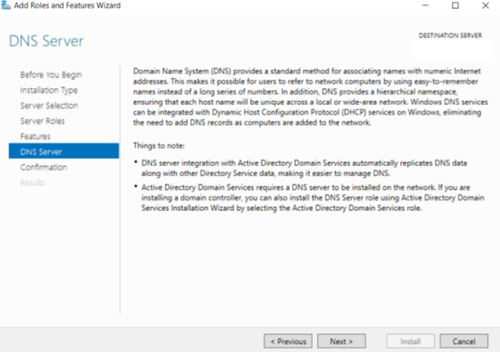 Add Roles and Features Wizard
DNS Server
DESTINATION SERVER
Before You Begin
Installation Type
Server Selection
Server Roles
Features
DNS Server
Confirmation
Results
Domain Name System (DNS) provides a standard method for associating names with numeric Internet
addresses. This makes it possible for users to refer to network computers by using easy-to-remember
names instead of a long series of numbers. In addition, DNS provides a hierarchical namespace,
ensuring that each host name will be unique across a local or wide-area network. Windows DNS services
can be integrated with Dynamic Host Configuration Protocol (DHCP) services on Windows, eliminating
the need to add DNS records as computers are added to the network.
Things to note:
• DNS server integration with Active Directory Domain Services automatically replicates DNS data
along with other Directory Service data, making it easier to manage DNS.
• Active Directory Domain Services requires a DNS server to be installed on the network. If you are
installing a domain controller, you can also install the DNS Server role using Active Directory Domain
Services Installation Wizard by selecting the Active Directory Domain Services role.
< Previous
Next >
Install
Cancel